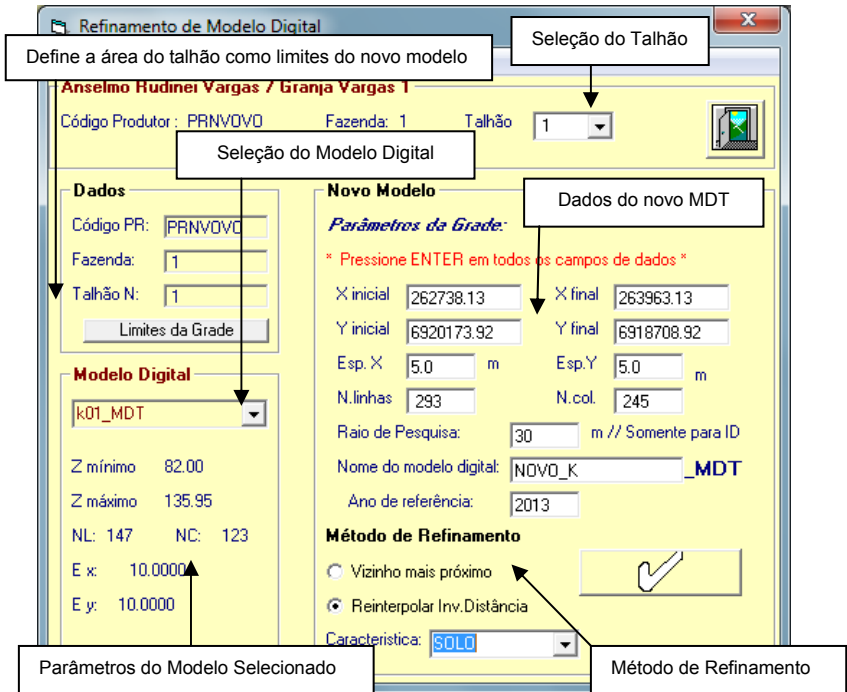 Refinamento de Modelo Digital
Seleção do Talhão
Define a área do talhão como limites do novo modelo
Anselmo Rudinei Vargas / Granja Vargas 1
Código Produtor : PRNV0V0 Fazenda: 1 Talhão 1
Seleção do Modelo Digital
Dados
Código PR: PRNV0V0
Fazenda: 1
Talhão N: 1
Limites da Grade
Modelo Digital
k01_MDT
Z mínimo 82.00
Z máximo 135.95
NL: 147 NC: 123
E x: 10.0000
E y: 10.0000
Parâmetros do Modelo Selecionado
Novo Modelo
Dados do novo MDT
Parâmetros da Grade:
* Pressione ENTER em todos os campos de dados *
X inicial 262738.13 X final 263963.13
Y inicial 6920173.92 Y final 6918708.92
Esp. X 5.0 m Esp.Y 5.0 m
N.linhas 293 N.col. 245
Raio de Pesquisa: 30 m // Somente para ID
Nome do modelo digital: NOVO_K _MDT
Ano de referência: 2013
Método de Refinamento
Vizinho mais próximo
Reinterpolar Inv.Distância
Caracteristica: SOLO
Método de Refinamento